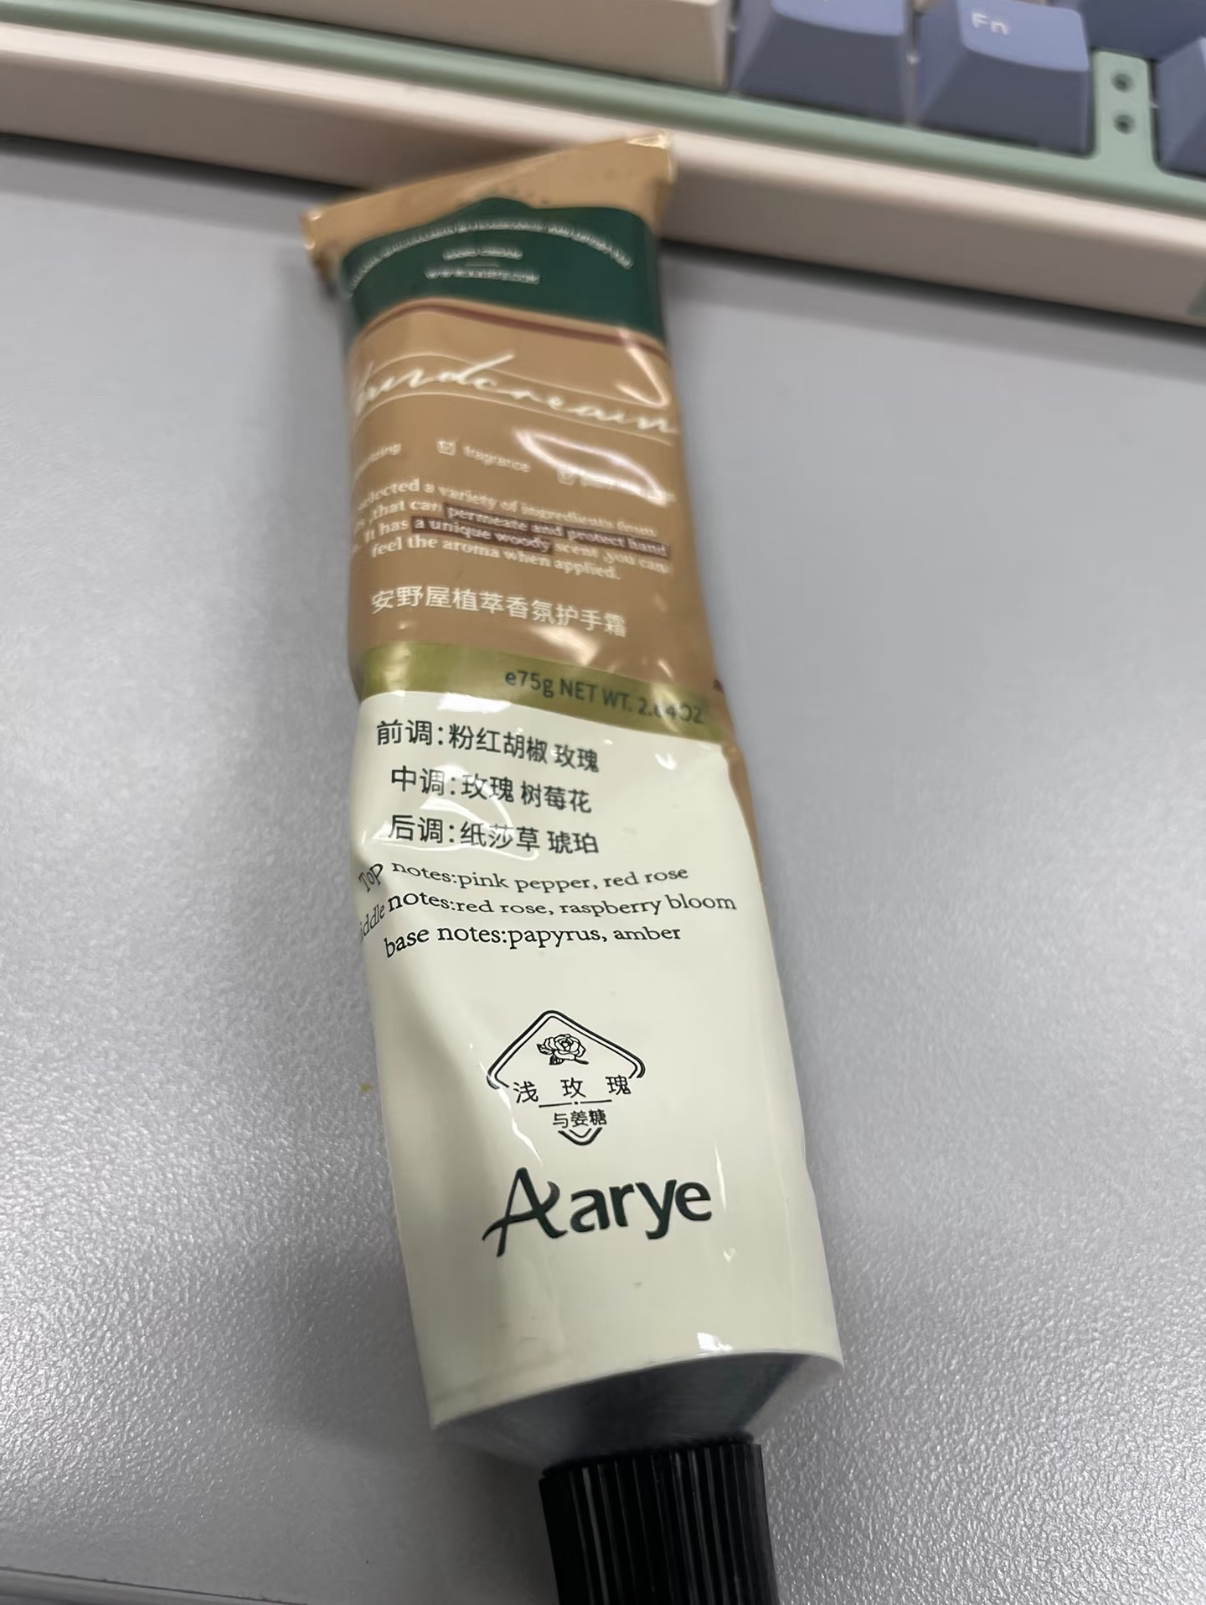 Fn
handcream
fragrance
selected a variety of ingredients from
that can permeate and protect hand
It has a unique woody scent ,you can
feel the aroma when applied.
安野屋植萃香氛护手霜
e75g NET WT. 2.64OZ
前调:粉红胡椒 玫瑰
中调:玫瑰 树莓花
后调:纸莎草 琥珀
Top notes:pink pepper, red rose
iddle notes:red rose, raspberry bloom
base notes:papyrus, amber
浅玫瑰
与姜糖
Aarye